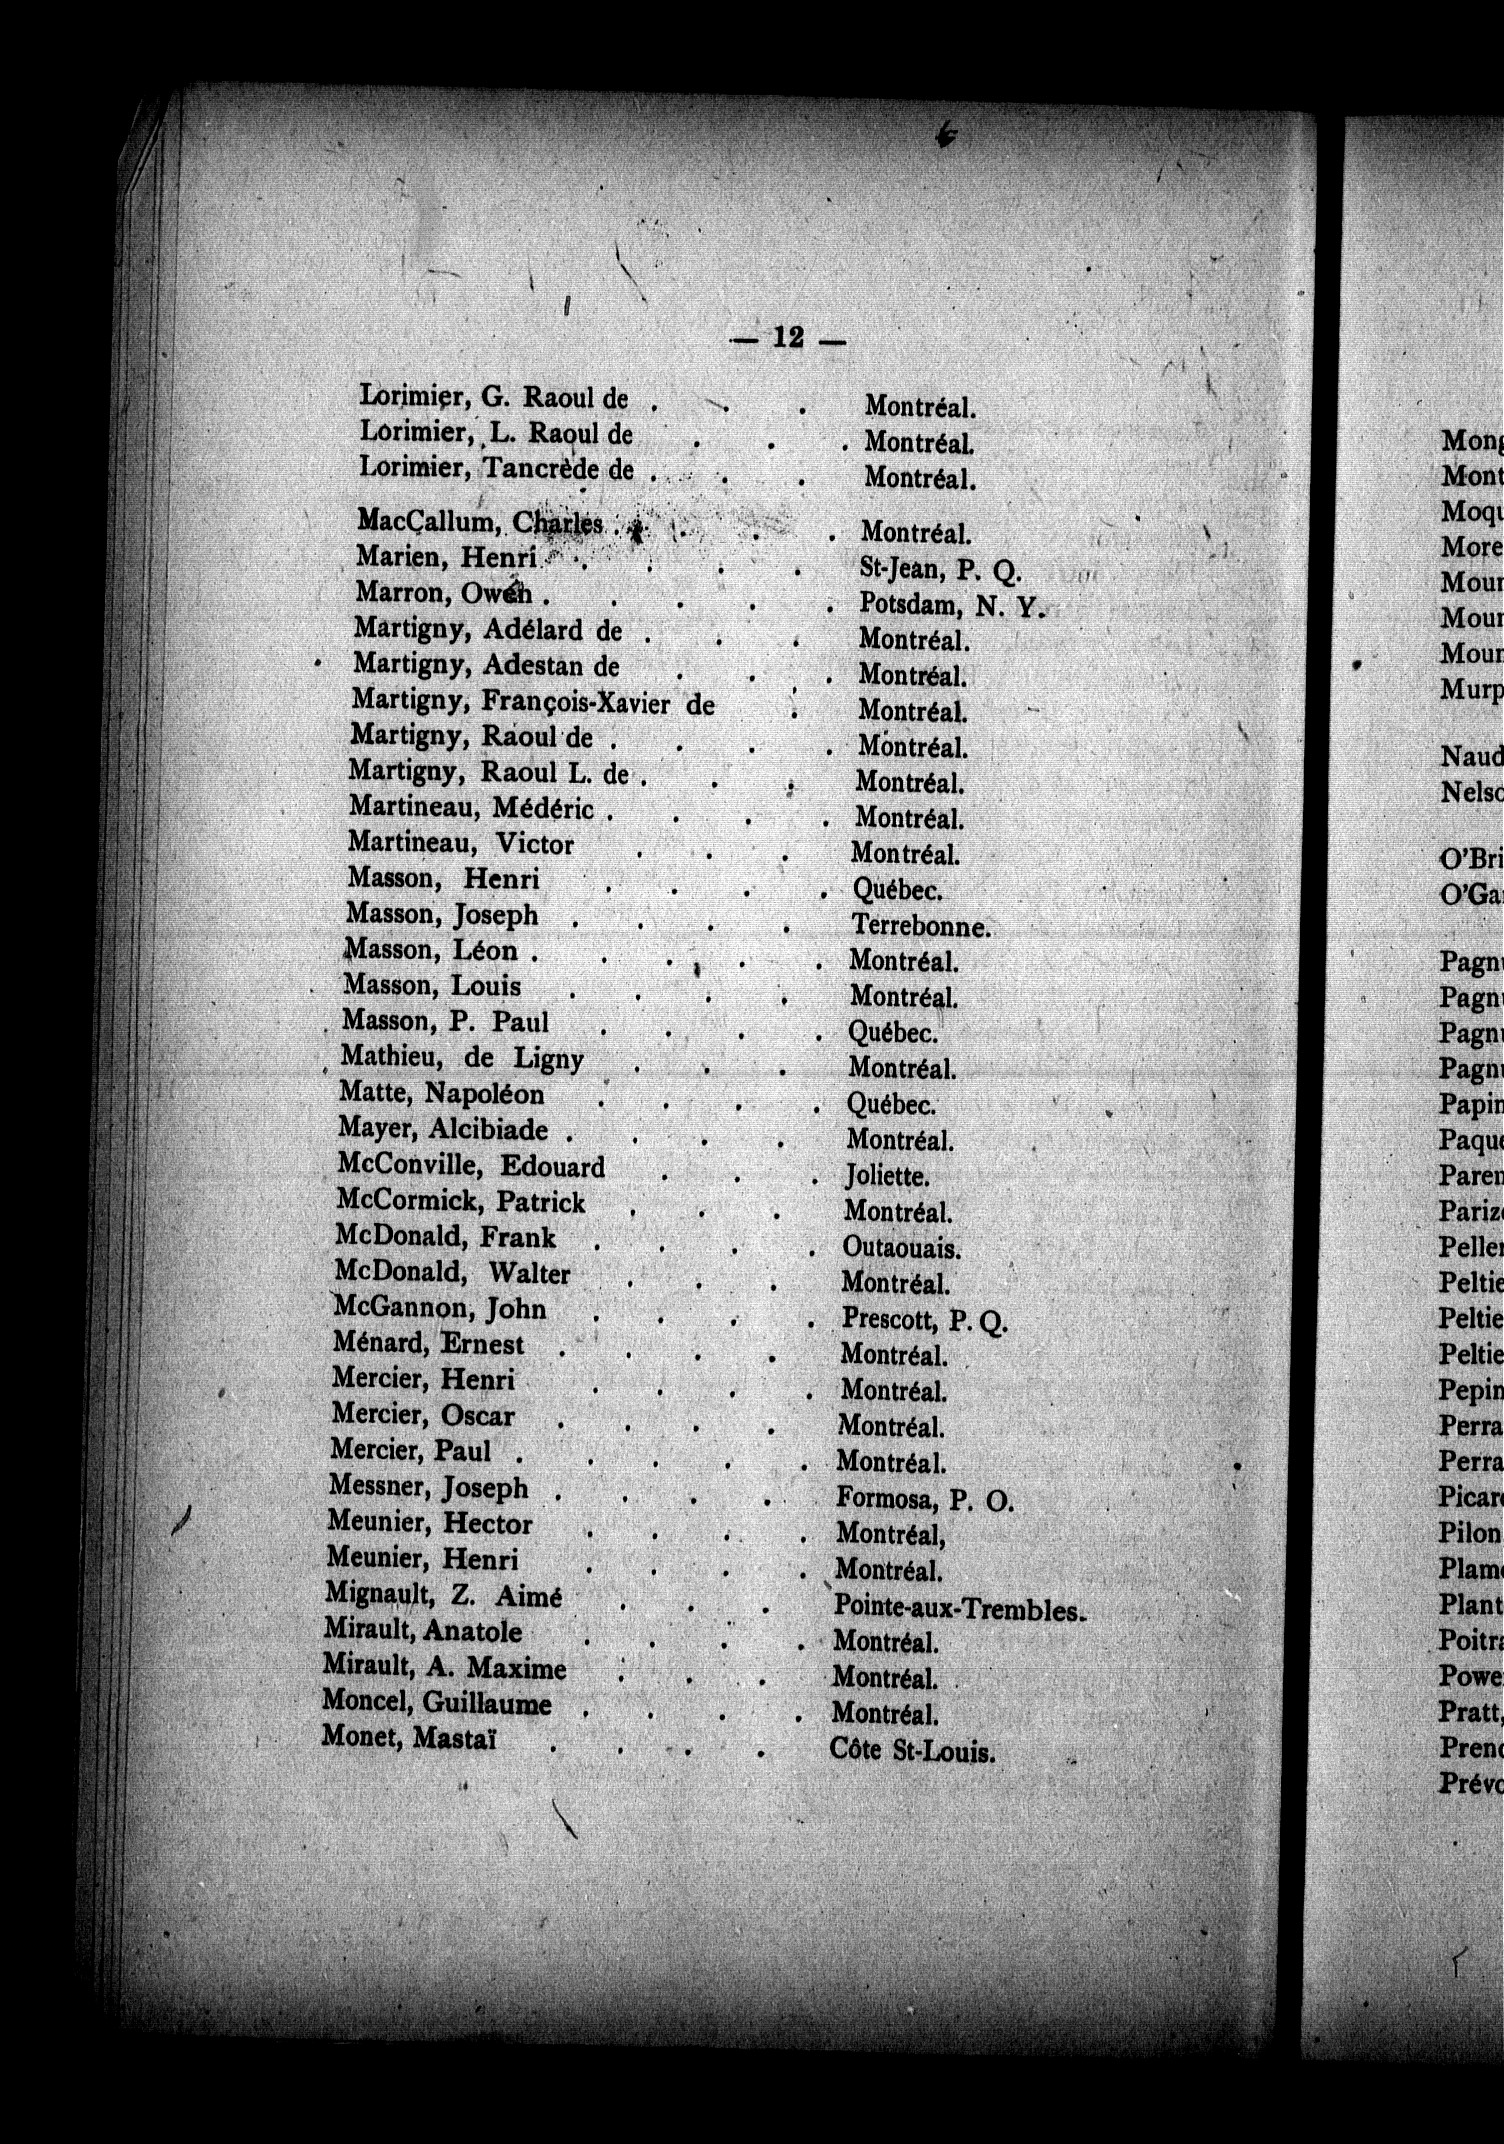 — 12 —
Lorimier, G. Raoul de . . . Montréal.
Lorimier, L. Raoul de . . . Montréal.
Lorimier, Tancrède de . . . Montréal.
MacCallum, Charles . . . . Montréal.
Marien, Henri . . . . St-Jean, P. Q.
Marron, Owen . . . . . Potsdam, N. Y.
Martigny, Adélard de . . . Montréal.
Martigny, Adestan de . . . Montréal.
Martigny, François-Xavier de . Montréal.
Martigny, Raoul de . . . . Montréal.
Martigny, Raoul L. de . . . Montréal.
Martineau, Médéric . . . . Montréal.
Martineau, Victor . . . Montréal.
Masson, Henri . . . . Québec.
Masson, Joseph . . . . Terrebonne.
Masson, Léon . . . . . Montréal.
Masson, Louis . . . . Montréal.
Masson, P. Paul . . . . Québec.
Mathieu, de Ligny . . . Montréal.
Matte, Napoléon . . . . Québec.
Mayer, Alcibiade . . . . Montréal.
McConville, Edouard . . . Joliette.
McCormick, Patrick . . . Montréal.
McDonald, Frank . . . . Outaouais.
McDonald, Walter . . . Montréal.
McGannon, John . . . . Prescott, P. Q.
Ménard, Ernest . . . . Montréal.
Mercier, Henri . . . . Montréal.
Mercier, Oscar . . . . Montréal.
Mercier, Paul . . . . . Montréal.
Messner, Joseph . . . . Formosa, P. O.
Meunier, Hector . . . . Montréal,
Meunier, Henri . . . . Montréal.
Mignault, Z. Aimé . . . Pointe-aux-Trembles.
Mirault, Anatole . . . . Montréal.
Mirault, A. Maxime . . . Montréal.
Moncel, Guillaume . . . . Montréal.
Monet, Mastaï . . . . Côte St-Louis.